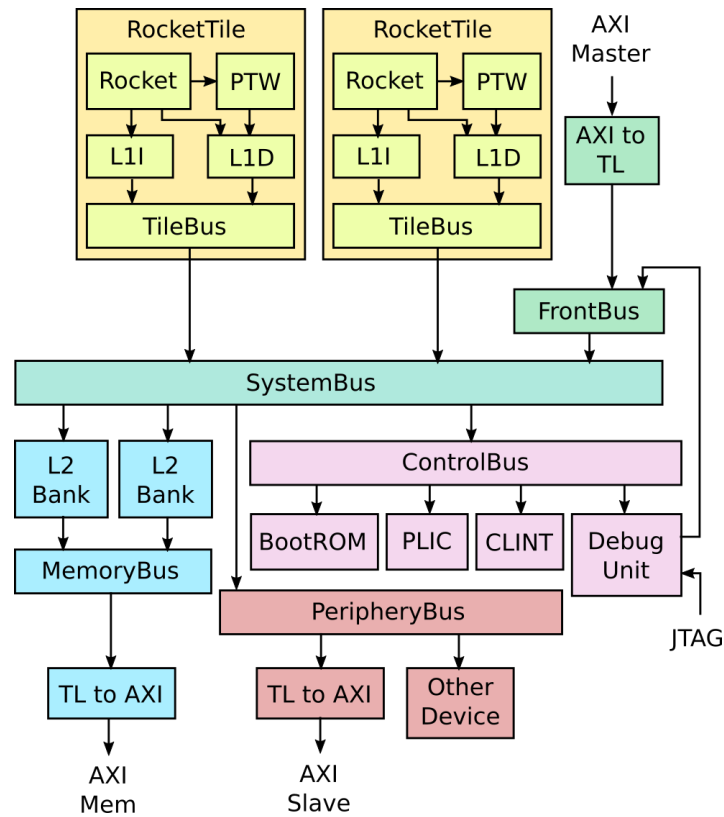 RocketTile
RocketTile
AXI
Master
Rocket
PTW
Rocket
PTW
AXI to
TL
L1I
L1D
L1I
L1D
TileBus
TileBus
FrontBus
SystemBus
L2
Bank
L2
Bank
ControlBus
BootROM
PLIC
CLINT
Debug
Unit
MemoryBus
PeripheryBus
JTAG
TL to AXI
TL to AXI
Other
Device
AXI
Mem
AXI
Slave